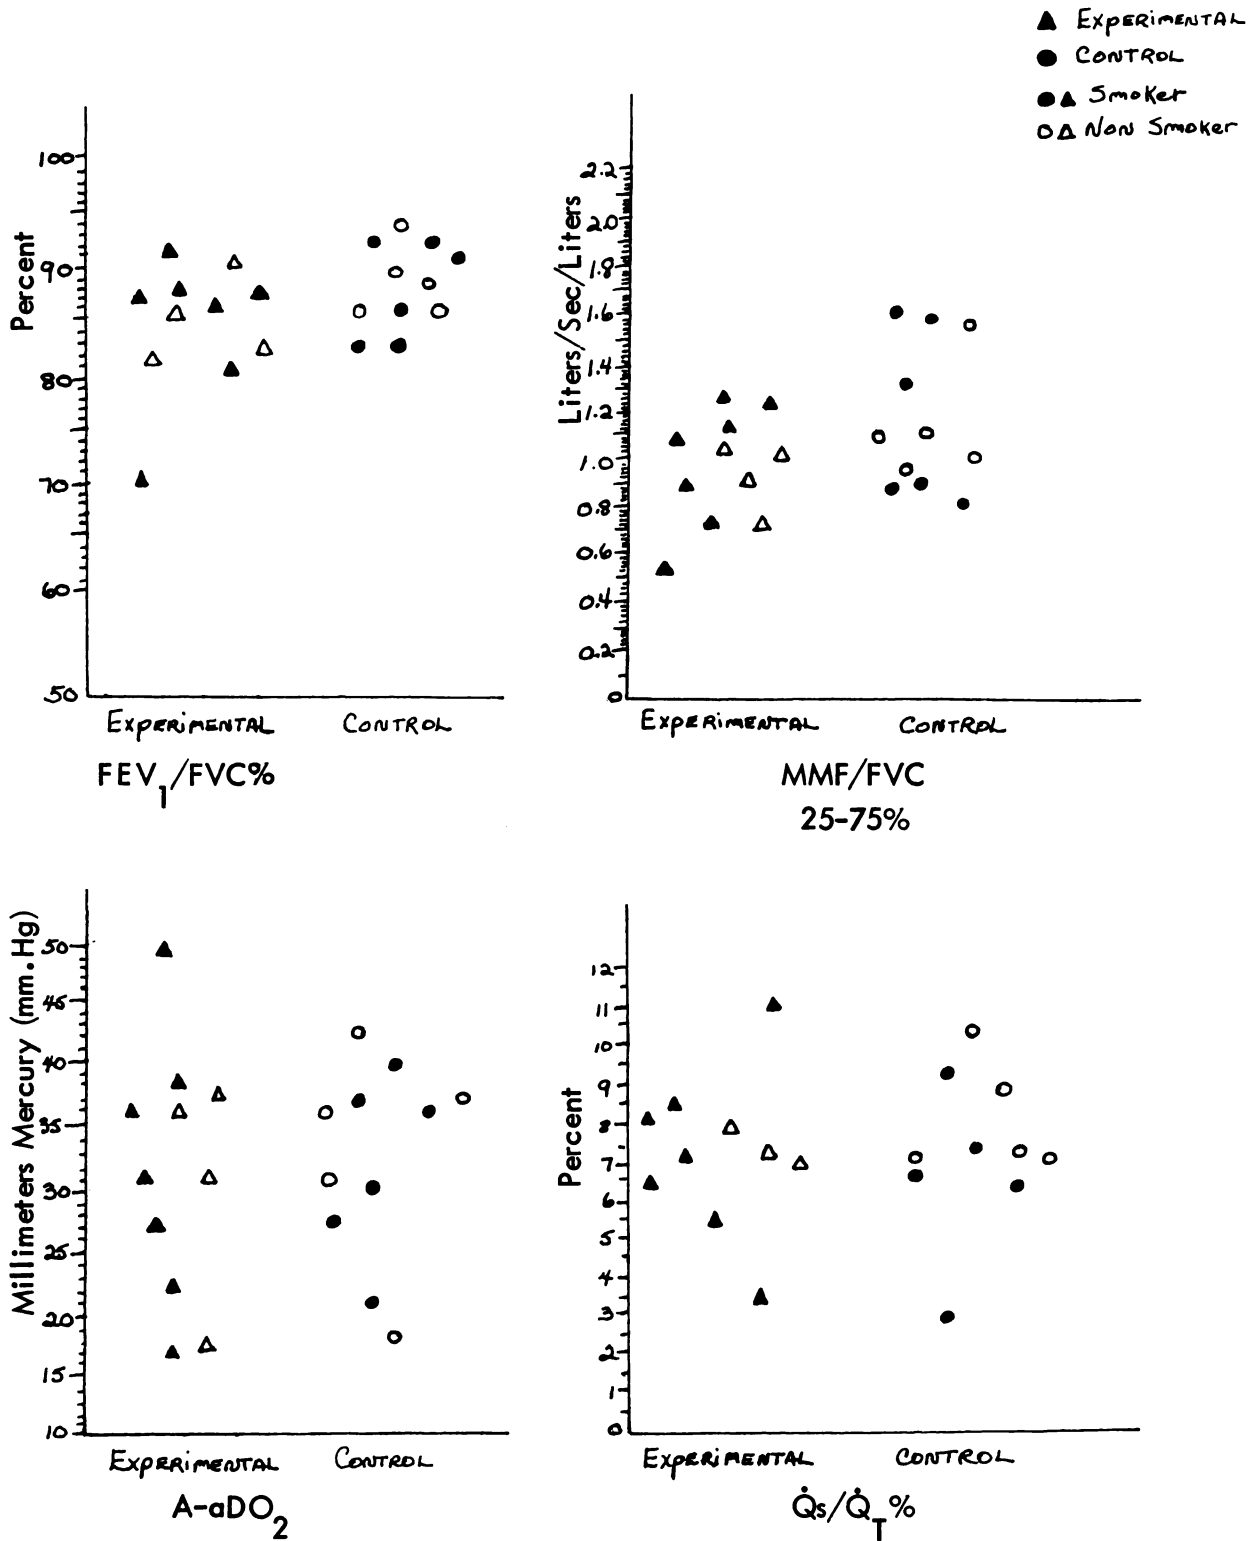 ▲ Experimental
● Control
●▲ Smoker
○△ Non Smoker
Percent
100
90
80
70
60
50
Experimental Control
FEV1/FVC%
Liters/Sec/Liters
2.2
2.0
1.8
1.6
1.4
1.2
1.0
0.8
0.6
0.4
0.2
0
Experimental Control
MMF/FVC
25-75%
Millimeters Mercury (mm.Hg)
50
45
40
35
30
25
20
15
10
Experimental Control
A-aDO2
Percent
12
11
10
9
8
7
6
5
4
3
2
1
0
Experimental Control
Q̇s/Q̇T%